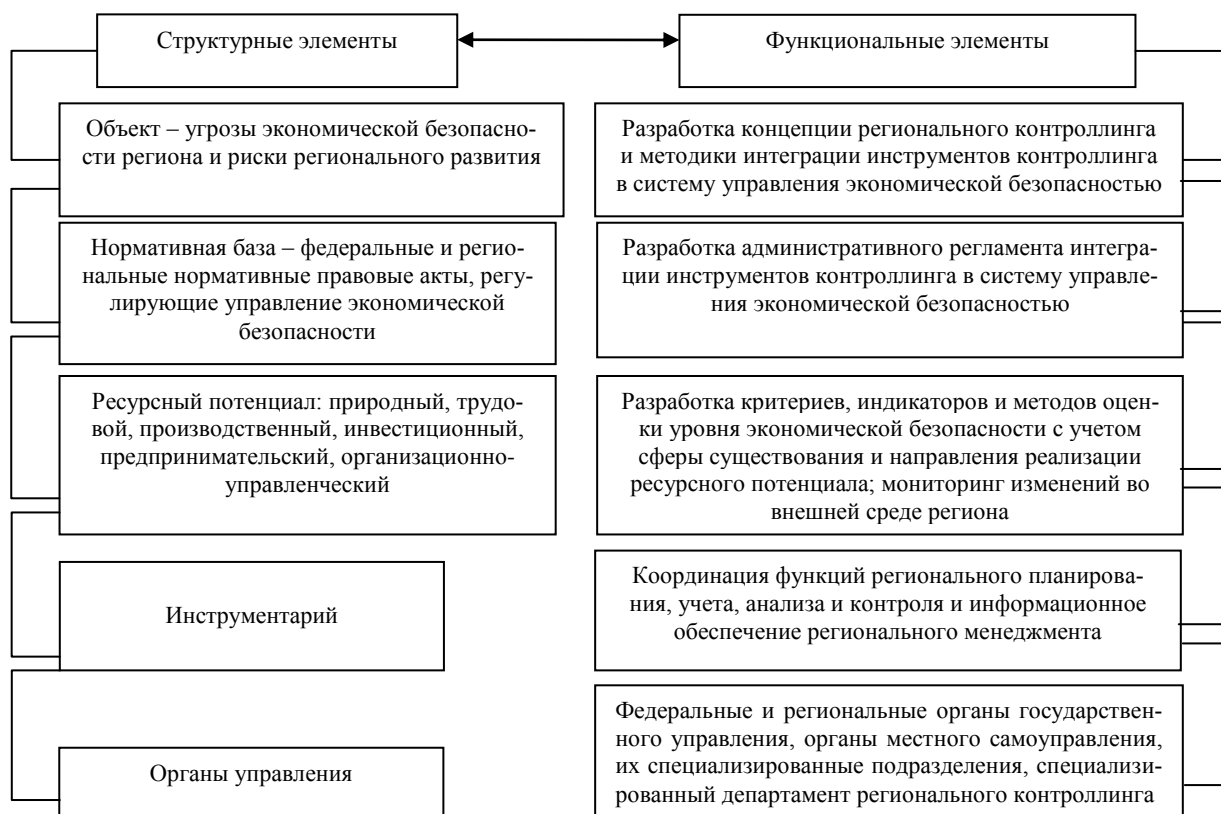 Структурные элементы
Функциональные элементы
Объект – угрозы экономической безопасно-
сти региона и риски регионального развития
Разработка концепции регионального контроллинга
и методики интеграции инструментов контроллинга
в систему управления экономической безопасностью
Нормативная база – федеральные и регио-
нальные нормативные правовые акты, регу-
лирующие управление экономической
безопасности
Разработка административного регламента интегра-
ции инструментов контроллинга в систему управле-
ния экономической безопасностью
Ресурсный потенциал: природный, трудо-
вой, производственный, инвестиционный,
предпринимательский, организационно-
управленческий
Разработка критериев, индикаторов и методов оцен-
ки уровня экономической безопасности с учетом
сферы существования и направления реализации
ресурсного потенциала; мониторинг изменений во
внешней среде региона
Инструментарий
Координация функций регионального планирова-
ния, учета, анализа и контроля и информационное
обеспечение регионального менеджмента
Органы управления
Федеральные и региональные органы государствен-
ного управления, органы местного самоуправления,
их специализированные подразделения, специализи-
рованный департамент регионального контроллинга